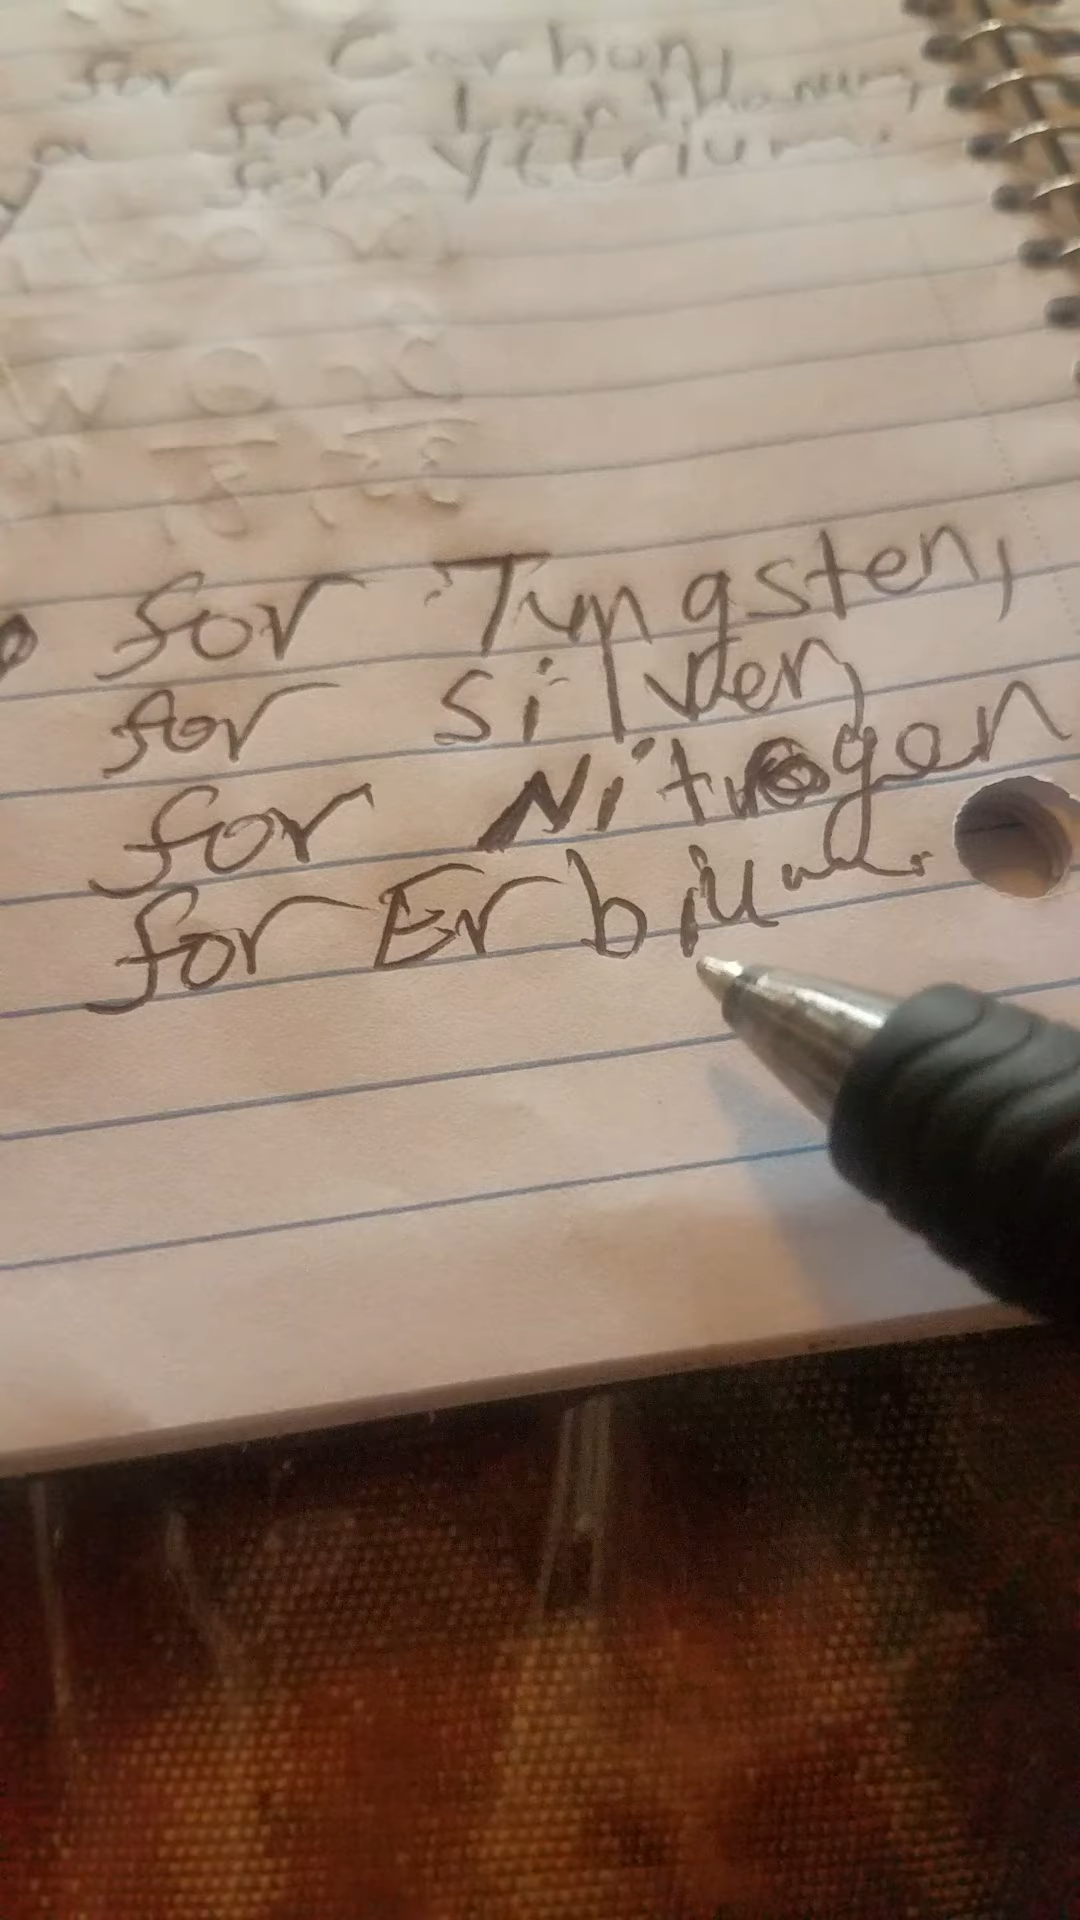 for Carbon,
for Lanthanum,
for Yttrium.
for Tungsten,
for Silver,
for Nitrogen
for Erbium.